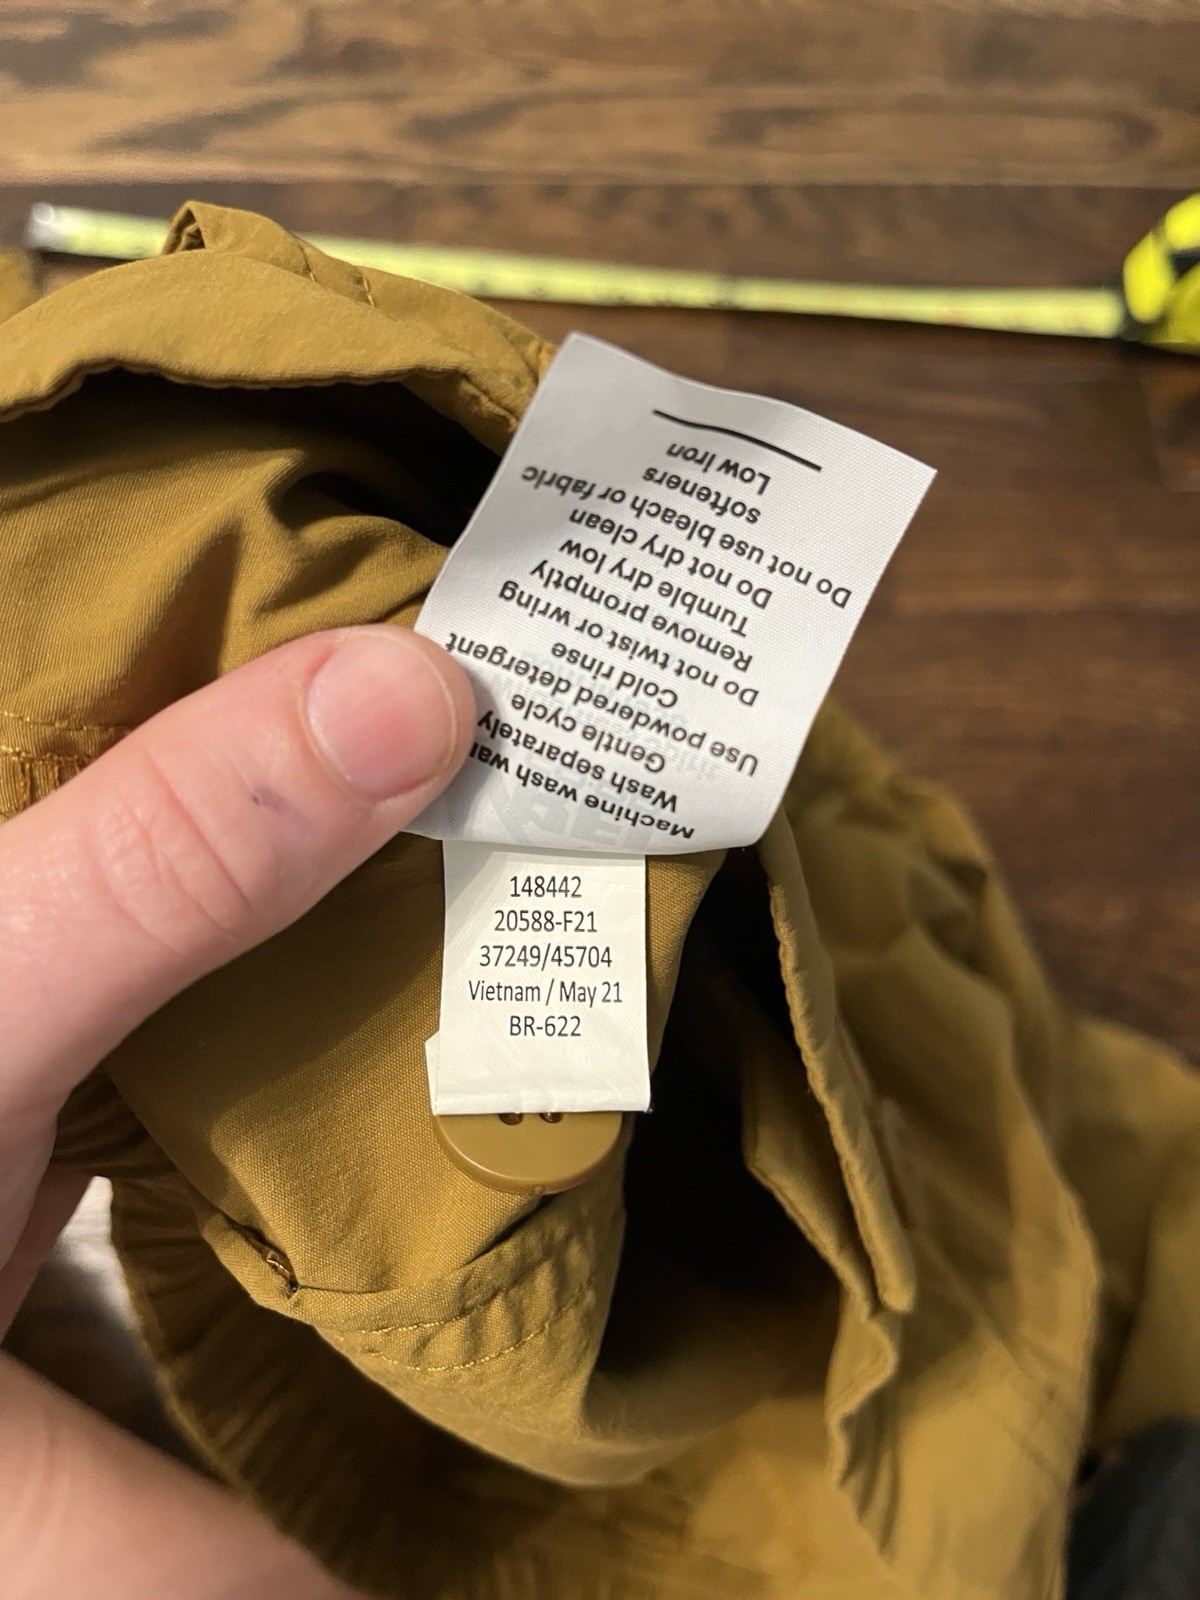 Machine wash war
Wash separately
Gentle cycle
Use powdered detergent
Cold rinse
Do not twist or wring
Remove promptly
Tumble dry low
Do not dry clean
Do not use bleach or fabric
softeners
Low Iron
148442
20588-F21
37249/45704
Vietnam / May 21
BR-622